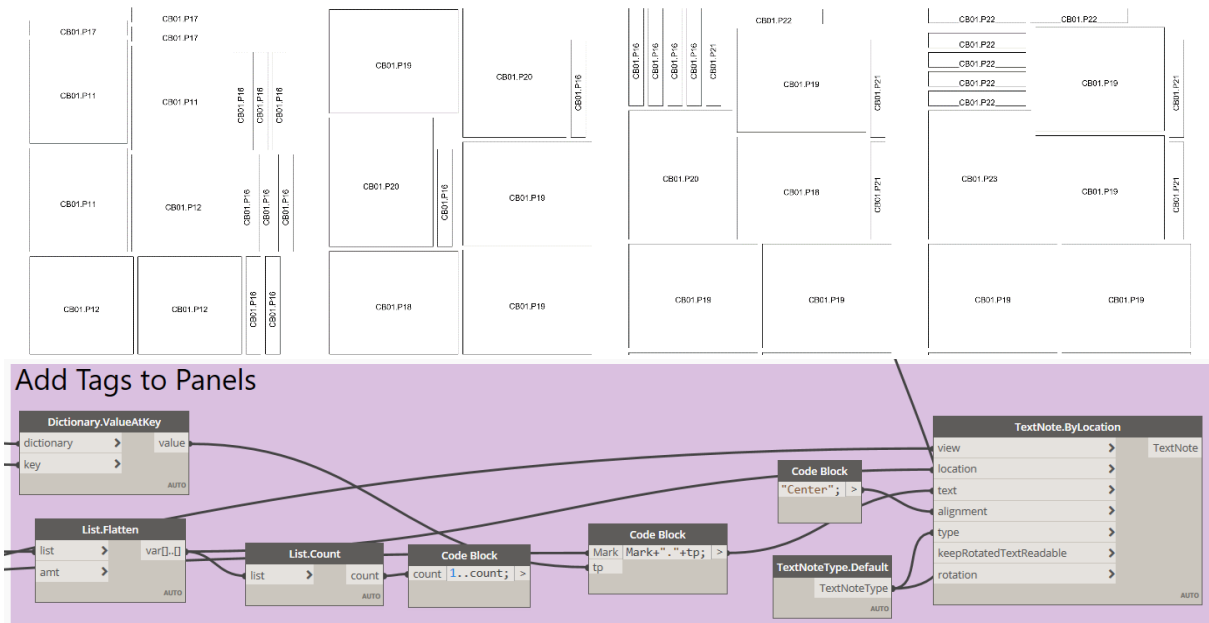 CB01.P17
CB01.P17
CB01.P17
CB01.P11
CB01.P11
CB01.P16
CB01.P16
CB01.P16
CB01.P11
CB01.P12
CB01.P16
CB01.P16
CB01.P16
CB01.P12
CB01.P12
CB01.P16
CB01.P16
CB01.P19
CB01.P20
CB01.P16
CB01.P20
CB01.P16
CB01.P19
CB01.P18
CB01.P19
CB01.P22
CB01.P16
CB01.P16
CB01.P16
CB01.P16
CB01.P21
CB01.P19
CB01.P21
CB01.P20
CB01.P18
CB01.P21
CB01.P19
CB01.P19
CB01.P22
CB01.P22
CB01.P22
CB01.P22
CB01.P22
CB01.P22
CB01.P19
CB01.P21
CB01.P23
CB01.P19
CB01.P21
CB01.P19
CB01.P19
Add Tags to Panels
Dictionary.ValueAtKey
dictionary > value
key >
AUTO
List.Flatten
list > var[]..[]
amt >
AUTO
List.Count
list > count
AUTO
Code Block
count 1..count; >
Code Block
Mark Mark+"."+tp; >
tp
Code Block
"Center"; >
TextNoteType.Default
TextNoteType
AUTO
TextNote.ByLocation
view > TextNote
location >
text >
alignment >
type >
keepRotatedTextReadable >
rotation >
AUTO